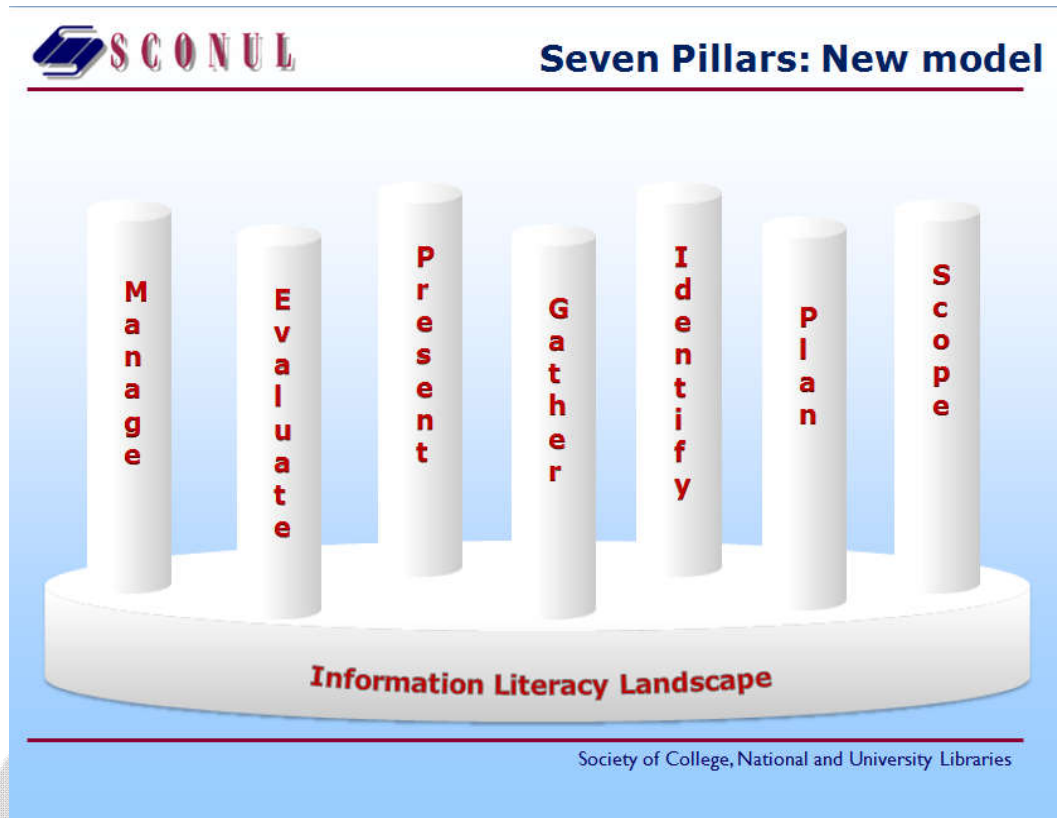 SCONUL
Seven Pillars: New model
Manage
Evaluate
Present
Gather
Identify
Plan
Scope
Information Literacy Landscape
Society of College, National and University Libraries